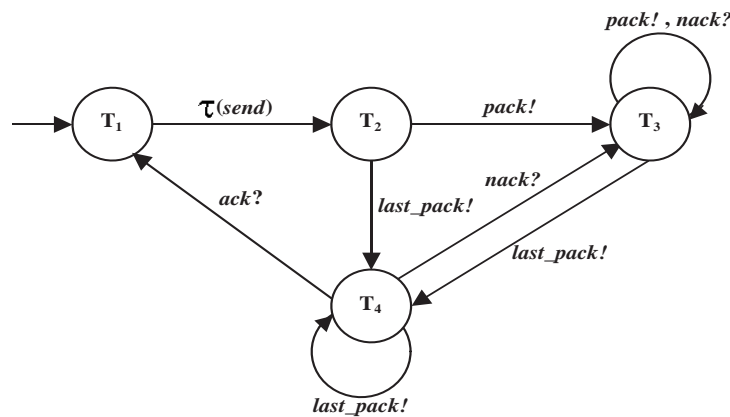 pack! , nack?
T1
τ(send)
T2
pack!
T3
ack?
last_pack!
nack?
last_pack!
T4
last_pack!